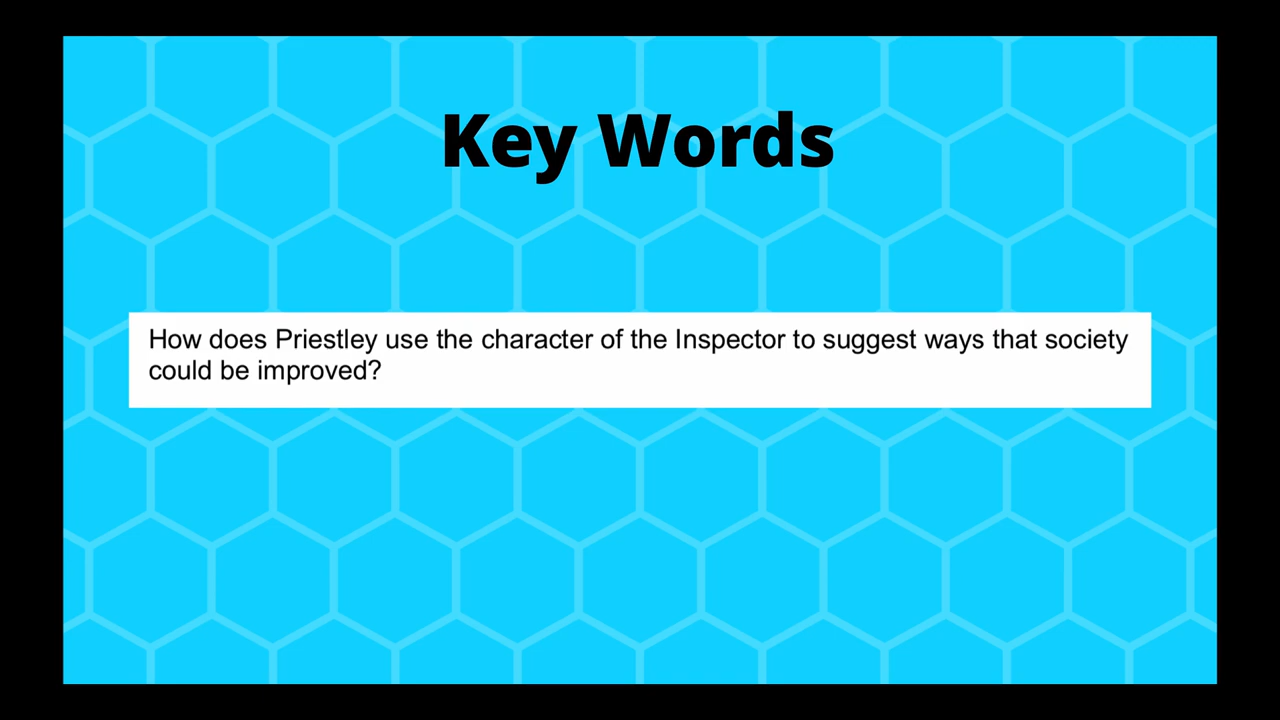 Key Words
How does Priestley use the character of the Inspector to suggest ways that society
could be improved?